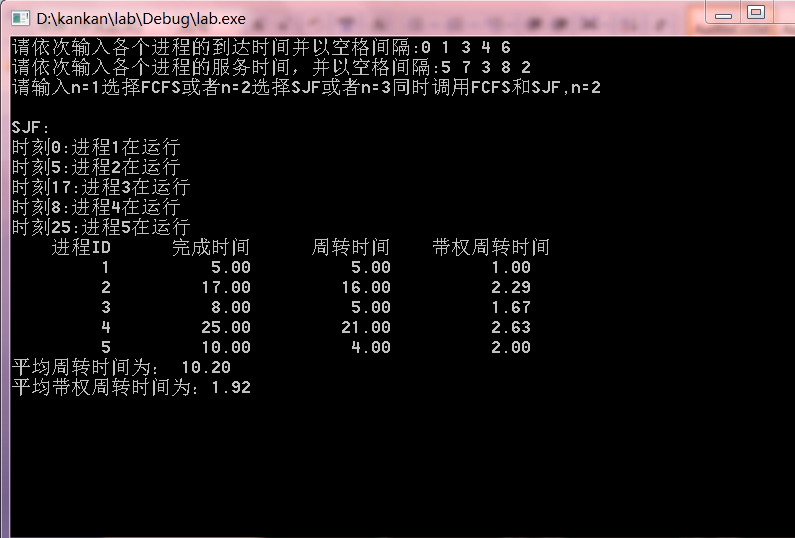 D:\kankan\lab\Debug\lab.exe
请依次输入各个进程的到达时间并以空格间隔:0 1 3 4 6
请依次输入各个进程的服务时间，并以空格间隔:5 7 3 8 2
请输入n=1选择FCFS或者n=2选择SJF或者n=3同时调用FCFS和SJF,n=2
SJF:
时刻0:进程1在运行
时刻5:进程2在运行
时刻17:进程3在运行
时刻8:进程4在运行
时刻25:进程5在运行
进程ID 完成时间 周转时间 带权周转时间
1 5.00 5.00 1.00
2 17.00 16.00 2.29
3 8.00 5.00 1.67
4 25.00 21.00 2.63
5 10.00 4.00 2.00
平均周转时间为： 10.20
平均带权周转时间为：1.92